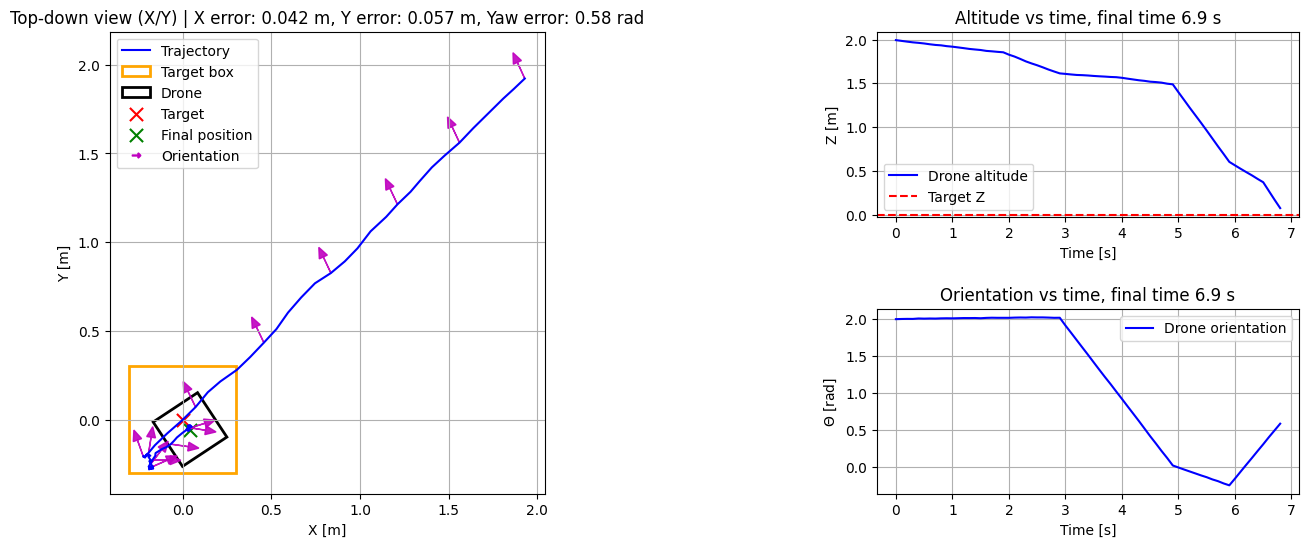 Top-down view (X/Y) | X error: 0.042 m, Y error: 0.057 m, Yaw error: 0.58 rad
Trajectory
Target box
Drone
Target
Final position
Orientation
2.0
1.5
1.0
0.5
0.0
Y [m]
0.0
0.5
1.0
1.5
2.0
X [m]
Altitude vs time, final time 6.9 s
2.0
1.5
1.0
0.5
0.0
Z [m]
Drone altitude
Target Z
0
1
2
3
4
5
6
7
Time [s]
Orientation vs time, final time 6.9 s
2.0
1.5
1.0
0.5
0.0
Θ [rad]
Drone orientation
0
1
2
3
4
5
6
7
Time [s]